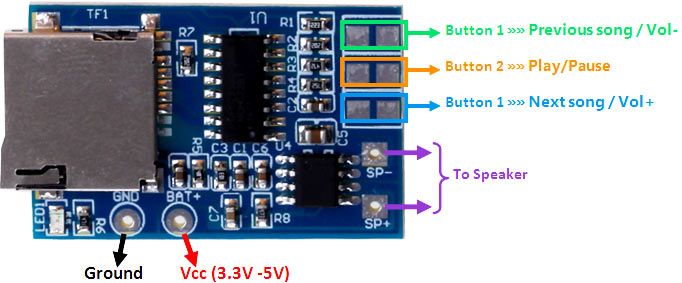 TF1
U1
R7
R1
R2
R3
R4
C2
Button 1 »»» Previous song / Vol-
Button 2 »»» Play/Pause
Button 1 »»» Next song / Vol +
C5
U4
R5
C3 C1 C6
SP-
To Speaker
GND
BAT+
LED1
R6
C7
R8
SP+
Ground
Vcc (3.3V -5V)